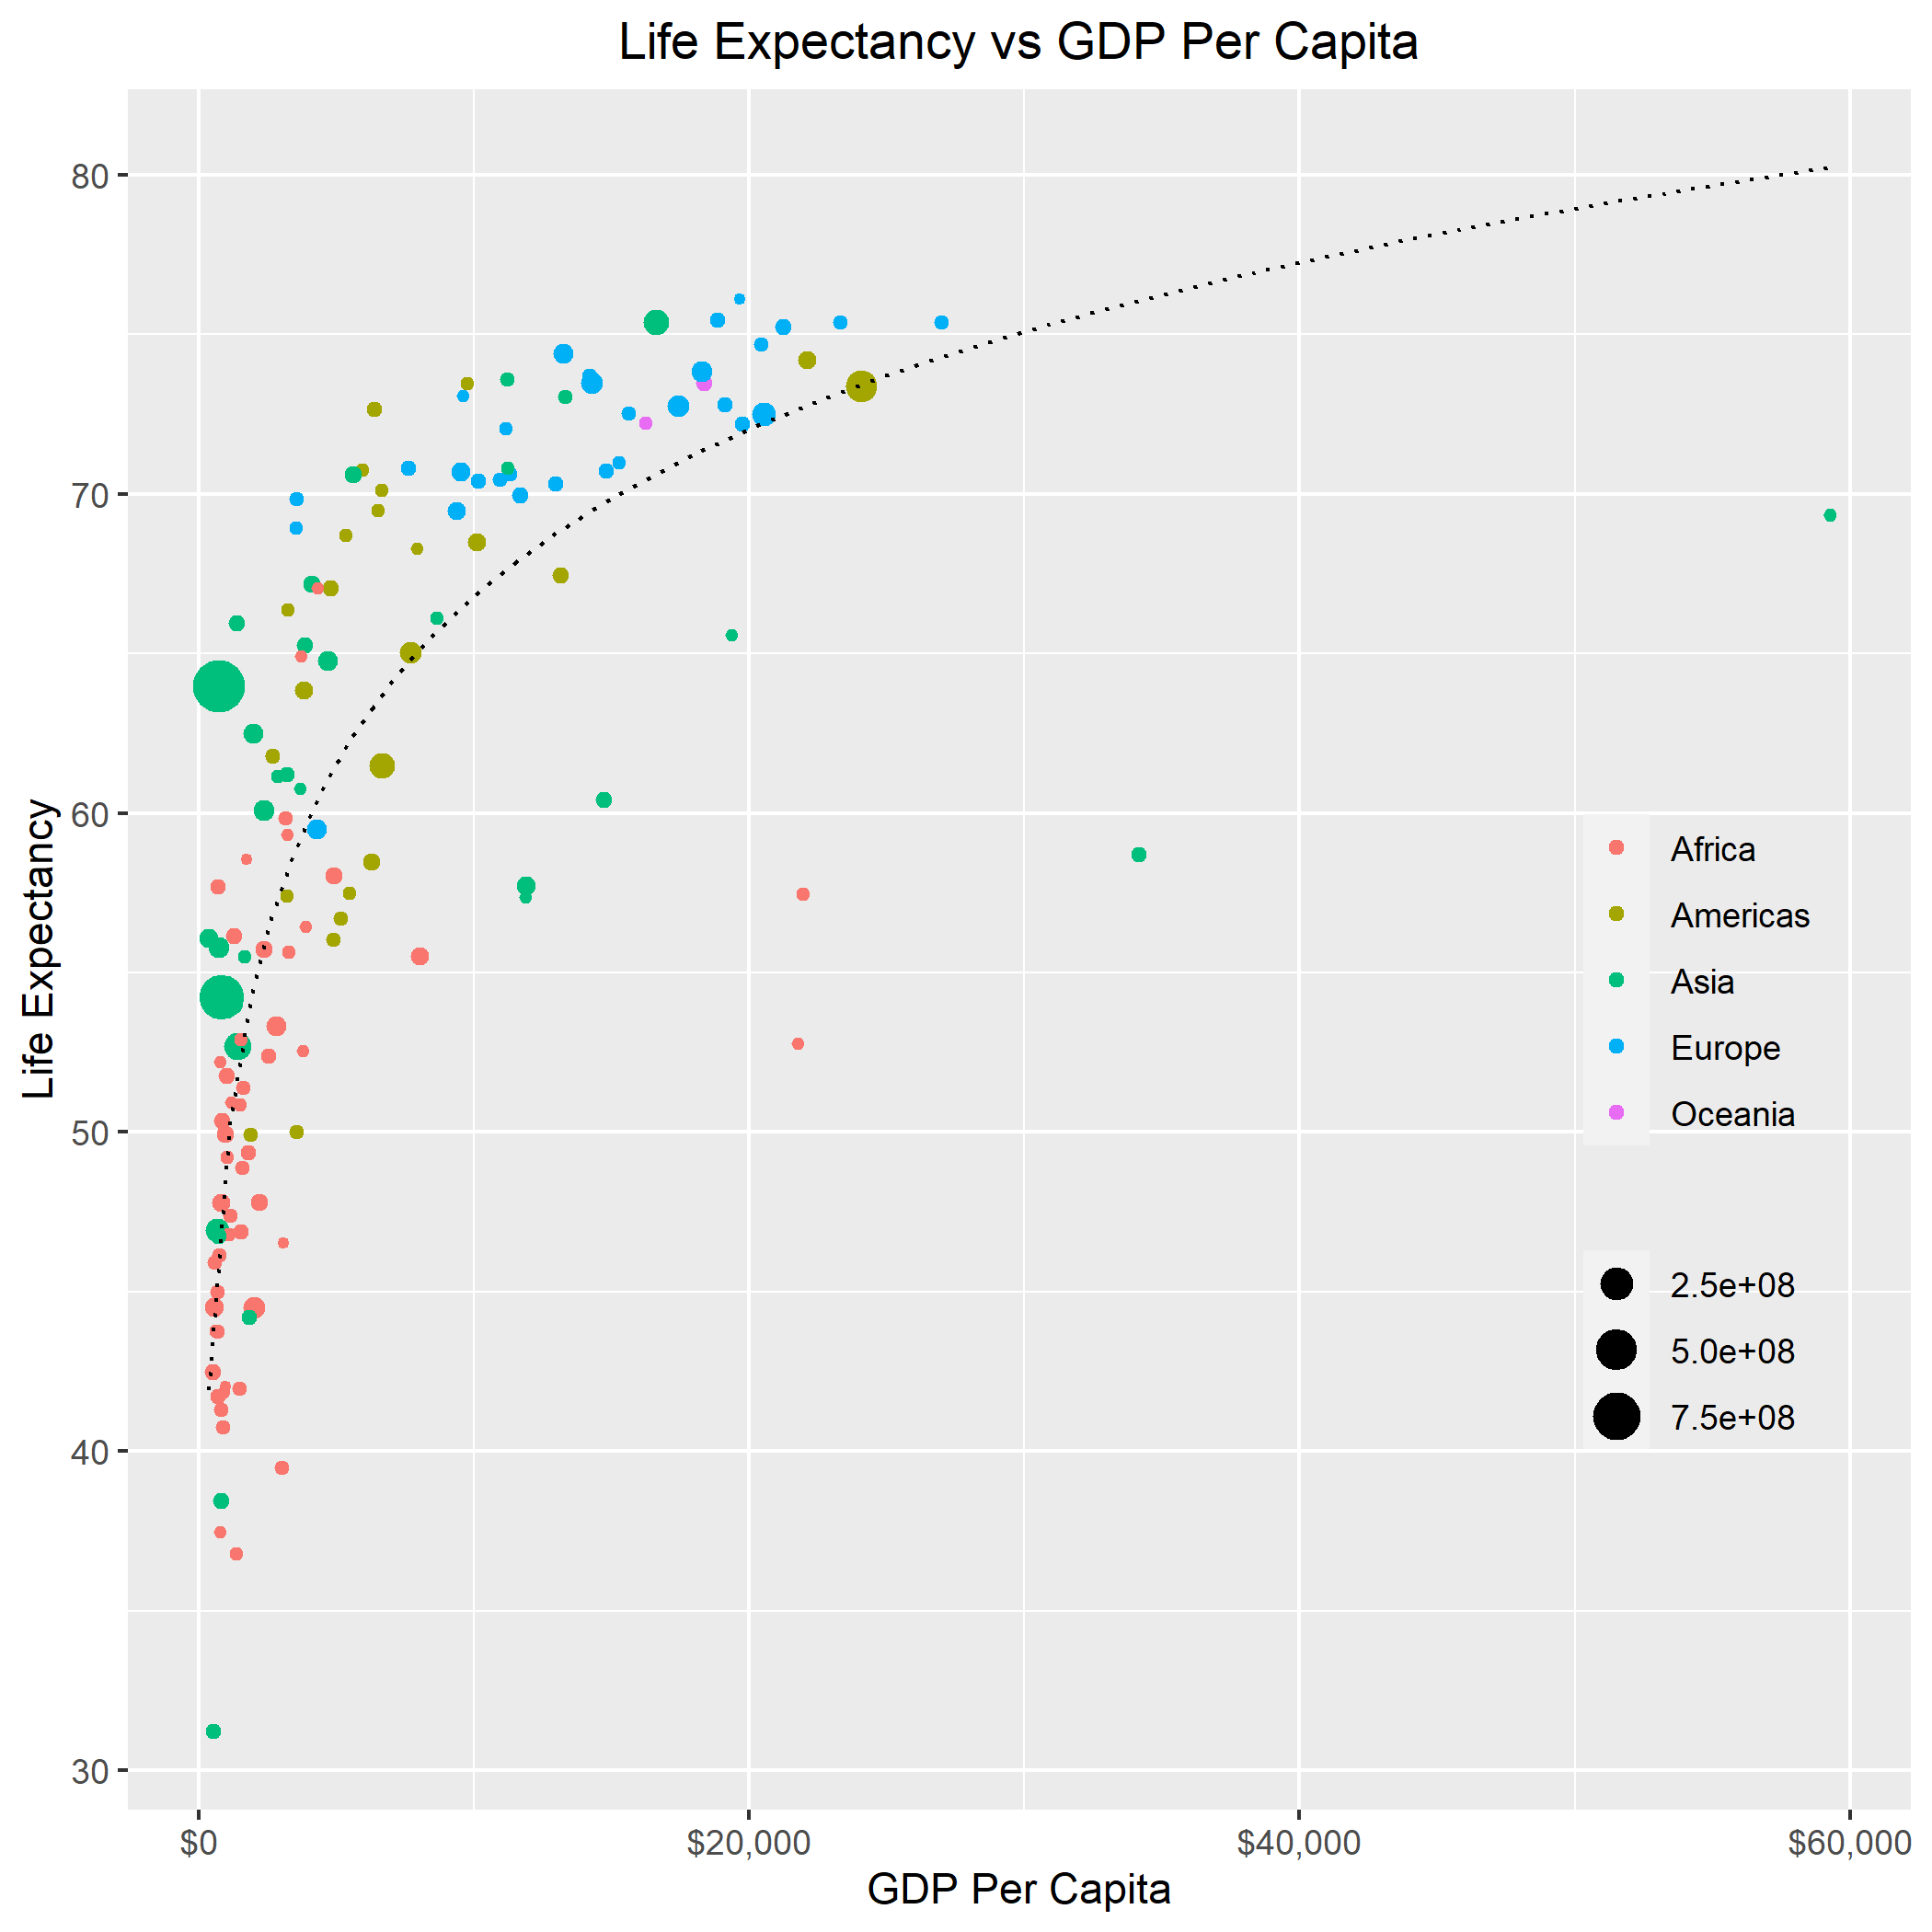 Life Expectancy vs GDP Per Capita
80
70
60
50
40
30
Life Expectancy
$0
$20,000
$40,000
$60,000
GDP Per Capita
Africa
Americas
Asia
Europe
Oceania
2.5e+08
5.0e+08
7.5e+08